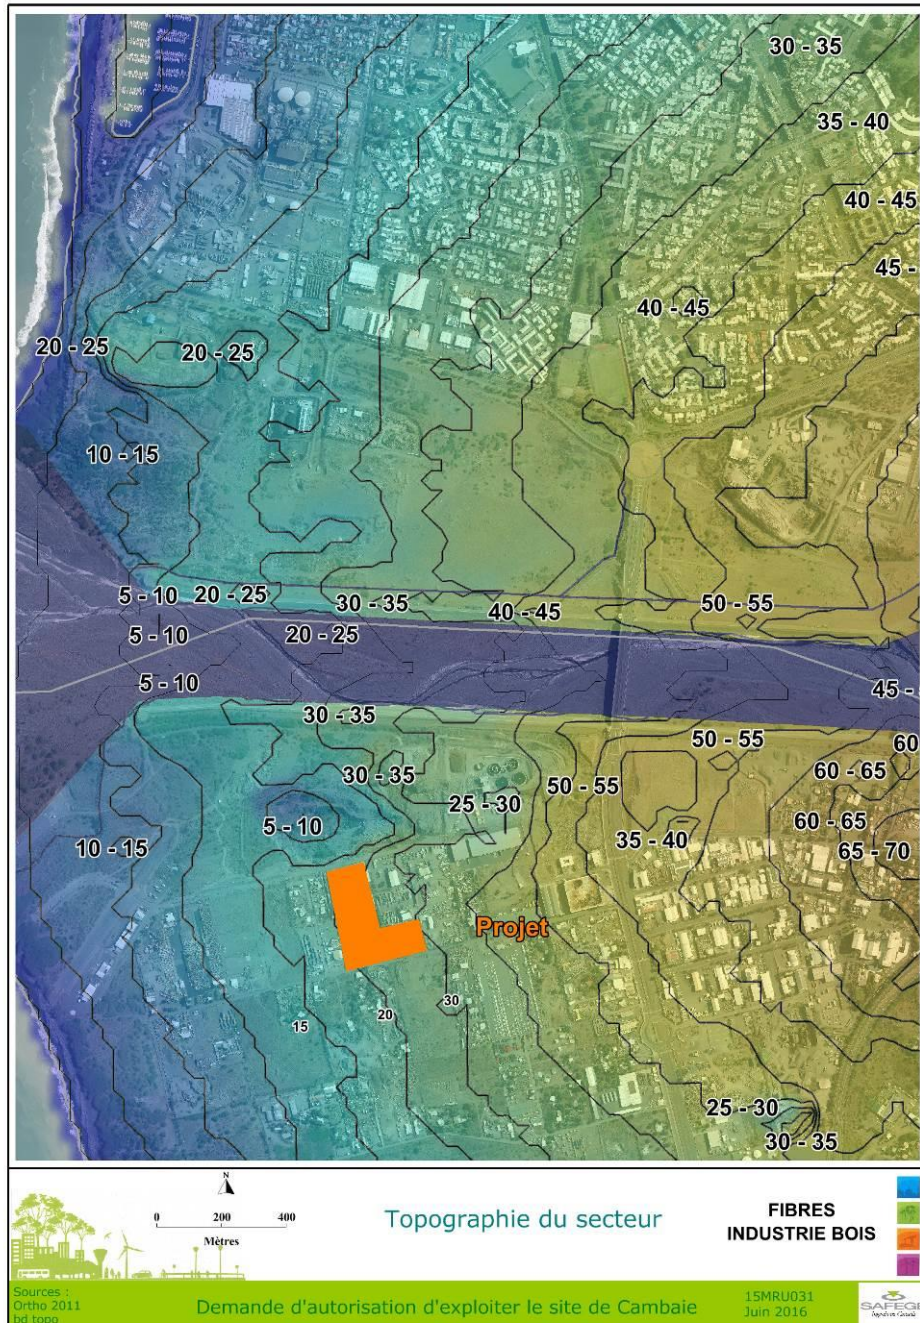 30 - 35
35 - 40
40 - 45
45 -
40 - 45
20 - 25
20 - 25
10 - 15
5 - 10
20 - 25
30 - 35
40 - 45
50 - 55
5 - 10
20 - 25
5 - 10
45 -
30 - 35
50 - 55
60
30 - 35
50 - 55
60 - 65
25 - 30
5 - 10
60 - 65
10 - 15
35 - 40
65 - 70
Projet
30
20
15
25 - 30
30 - 35
N
0 200 400
Mètres
Topographie du secteur
FIBRES
INDUSTRIE BOIS
Sources :
Ortho 2011
bd topo
Demande d'autorisation d'exploiter le site de Cambaie
15MRU031
Juin 2016
SAFEGE